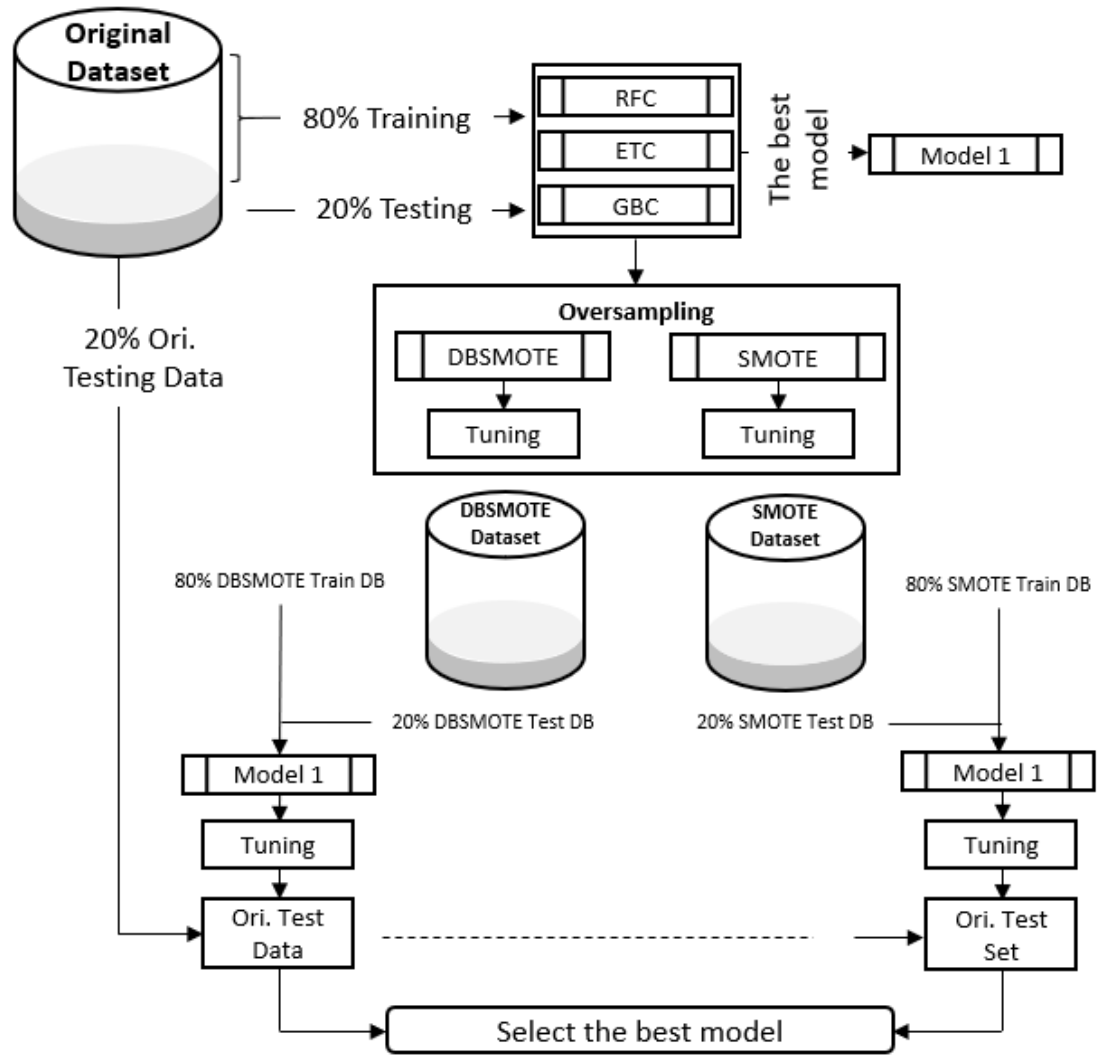 Original
Dataset
80% Training
20% Testing
RFC
ETC
GBC
The best
model
Model 1
20% Ori.
Testing Data
Oversampling
DBSMOTE
SMOTE
Tuning
Tuning
DBSMOTE
Dataset
SMOTE
Dataset
80% DBSMOTE Train DB
80% SMOTE Train DB
20% DBSMOTE Test DB
20% SMOTE Test DB
Model 1
Model 1
Tuning
Tuning
Ori. Test
Data
Ori. Test
Set
Select the best model